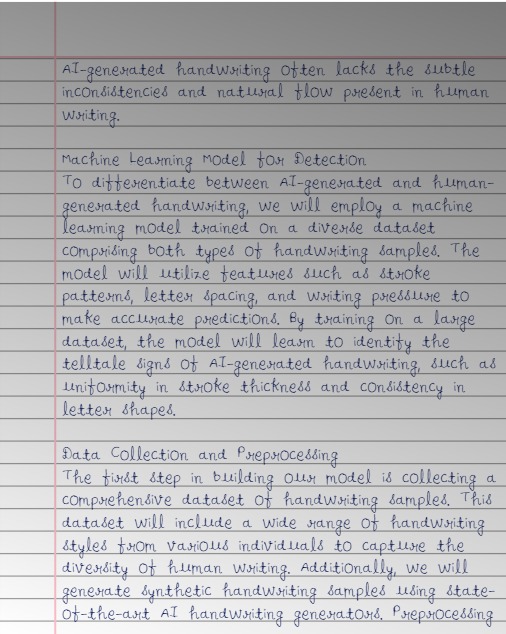 AI-generated handwriting often lacks the subtle
inconsistencies and natural flow present in human
writing.
Machine Learning Model for Detection
To differentiate between AI-generated and human-
generated handwriting, we will employ a machine
learning model trained on a diverse dataset
comprising both types of handwriting samples. The
model will utilize features such as stroke
patterns, letter spacing, and writing pressure to
make accurate predictions. By training on a large
dataset, the model will learn to identify the
telltale signs of AI-generated handwriting, such as
uniformity in stroke thickness and consistency in
letter shapes.
Data Collection and Preprocessing
The first step in building our model is collecting a
comprehensive dataset of handwriting samples. This
dataset will include a wide range of handwriting
styles from various individuals to capture the
diversity of human writing. Additionally, we will
generate synthetic handwriting samples using state-
of-the-art AI handwriting generators. Preprocessing